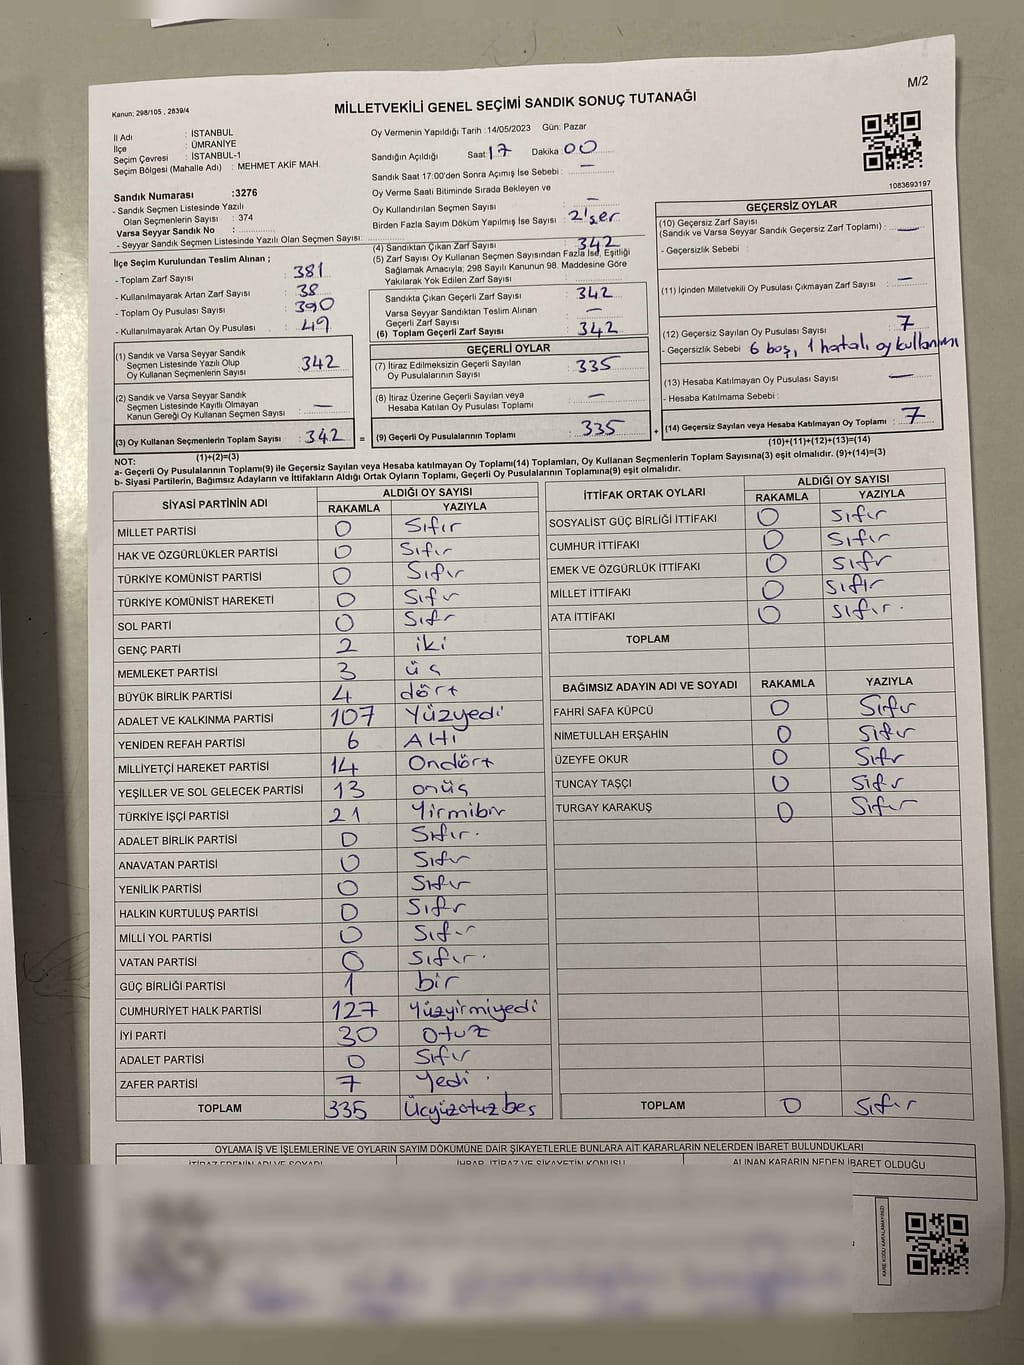 M/2
Kanun: 298/105 , 2839/4
MİLLETVEKİLİ GENEL SEÇİMİ SANDIK SONUÇ TUTANAĞI
İl Adı : İSTANBUL
İlçe : ÜMRANİYE
Seçim Çevresi : İSTANBUL-1
Seçim Bölgesi (Mahalle Adı) : MEHMET AKİF MAH.
Sandık Numarası :3276
- Sandık Seçmen Listesinde Yazılı
Olan Seçmenlerin Sayısı : 374
Varsa Seyyar Sandık No :
- Seyyar Sandık Seçmen Listesinde Yazılı Olan Seçmen Sayısı:
İlçe Seçim Kurulundan Teslim Alınan ;
- Toplam Zarf Sayısı : 381
- Kullanılmayarak Artan Zarf Sayısı : 38
- Toplam Oy Pusulası Sayısı : 390
- Kullanılmayarak Artan Oy Pusulası : 49
(1) Sandık ve Varsa Seyyar Sandık
Seçmen Listesinde Yazılı Olup
Oy Kullanan Seçmenlerin Sayısı : 342
(2) Sandık ve Varsa Seyyar Sandık
Seçmen Listesinde Kayıtlı Olmayan
Kanun Gereği Oy Kullanan Seçmen Sayısı : —
(3) Oy Kullanan Seçmenlerin Toplam Sayısı : 342 =
(1)+(2)=(3)
Oy Vermenin Yapıldığı Tarih :14/05/2023 Gün: Pazar
Sandığın Açıldığı Saat:17 Dakika 00
Sandık Saat 17:00'den Sonra Açımış İse Sebebi : —
Oy Verme Saati Bitiminde Sırada Bekleyen ve
Oy Kullandırılan Seçmen Sayısı : —
Birden Fazla Sayım Döküm Yapılmış İse Sayısı : 2'şer
(4) Sandıktan Çıkan Zarf Sayısı : 342
(5) Zarf Sayısı Oy Kullanan Seçmen Sayısından Fazla İse, Eşitliği
Sağlamak Amacıyla; 298 Sayılı Kanunun 98. Maddesine Göre
Yakılarak Yok Edilen Zarf Sayısı :
Sandıkta Çıkan Geçerli Zarf Sayısı : 342
Varsa Seyyar Sandıktan Teslim Alınan
Geçerli Zarf Sayısı : —
(6) Toplam Geçerli Zarf Sayısı : 342
GEÇERLİ OYLAR
(7) İtiraz Edilmeksizin Geçerli Sayılan
Oy Pusulalarının Sayısı : 335
(8) İtiraz Üzerine Geçerli Sayılan veya
Hesaba Katılan Oy Pusulası Toplamı : —
(9) Geçerli Oy Pusulalarının Toplamı : 335 +
1083693197
GEÇERSİZ OYLAR
(10) Geçersiz Zarf Sayısı
(Sandık ve Varsa Seyyar Sandık Geçersiz Zarf Toplamı) : —
- Geçersizlik Sebebi :
(11) İçinden Milletvekili Oy Pusulası Çıkmayan Zarf Sayısı : —
(12) Geçersiz Sayılan Oy Pusulası Sayısı : 7
- Geçersizlik Sebebi 6 boş, 1 hatalı oy kullanımı
(13) Hesaba Katılmayan Oy Pusulası Sayısı : —
- Hesaba Katılmama Sebebi :
(14) Geçersiz Sayılan veya Hesaba Katılmayan Oy Toplamı : 7
(10)+(11)+(12)+(13)=(14)
NOT:
a- Geçerli Oy Pusulalarının Toplamı(9) ile Geçersiz Sayılan veya Hesaba katılmayan Oy Toplamı(14) Toplamları, Oy Kullanan Seçmenlerin Toplam Sayısına(3) eşit olmalıdır. (9)+(14)=(3)
b- Siyasi Partilerin, Bağımsız Adayların ve İttifakların Aldığı Ortak Oyların Toplamı, Geçerli Oy Pusulalarının Toplamına(9) eşit olmalıdır.
SİYASİ PARTİNİN ADI ALDIĞI OY SAYISI
RAKAMLA YAZIYLA
MİLLET PARTİSİ 0 Sıfır
HAK VE ÖZGÜRLÜKLER PARTİSİ 0 Sıfır
TÜRKİYE KOMÜNİST PARTİSİ 0 Sıfır
TÜRKİYE KOMÜNİST HAREKETİ 0 Sıfır
SOL PARTİ 0 Sıfır
GENÇ PARTİ 2 iki
MEMLEKET PARTİSİ 3 üç
BÜYÜK BİRLİK PARTİSİ 4 dört
ADALET VE KALKINMA PARTİSİ 107 Yüzyedi
YENİDEN REFAH PARTİSİ 6 Altı
MİLLİYETÇİ HAREKET PARTİSİ 14 Ondört
YEŞİLLER VE SOL GELECEK PARTİSİ 13 onüç
TÜRKİYE İŞÇİ PARTİSİ 21 Yirmibir
ADALET BİRLİK PARTİSİ 0 Sıfır.
ANAVATAN PARTİSİ 0 Sıfır
YENİLİK PARTİSİ 0 Sıfır
HALKIN KURTULUŞ PARTİSİ 0 Sıfır
MİLLİ YOL PARTİSİ 0 Sıfır
VATAN PARTİSİ 0 Sıfır.
GÜÇ BİRLİĞİ PARTİSİ 1 bir
CUMHURİYET HALK PARTİSİ 127 Yüzyirmiyedi
İYİ PARTİ 30 Otuz
ADALET PARTİSİ 0 Sıfır
ZAFER PARTİSİ 7 Yedi.
TOPLAM 335 Üçyüzotuzbeş
İTTİFAK ORTAK OYLARI ALDIĞI OY SAYISI
RAKAMLA YAZIYLA
SOSYALİST GÜÇ BİRLİĞİ İTTİFAKI 0 Sıfır
CUMHUR İTTİFAKI 0 Sıfır
EMEK VE ÖZGÜRLÜK İTTİFAKI 0 Sıfır
MİLLET İTTİFAKI 0 Sıfır
ATA İTTİFAKI 0 Sıfır.
TOPLAM
BAĞIMSIZ ADAYIN ADI VE SOYADI RAKAMLA YAZIYLA
FAHRİ SAFA KÜPCÜ 0 Sıfır
NİMETULLAH ERŞAHİN 0 Sıfır
ÜZEYFE OKUR 0 Sıfır
TUNCAY TAŞÇI 0 Sıfır
TURGAY KARAKUŞ 0 Sıfır
TOPLAM 0 Sıfır
OYLAMA İŞ VE İŞLEMLERİNE VE OYLARIN SAYIM DÖKÜMÜNE DAİR ŞİKAYETLERLE BUNLARA AİT KARARLARIN NELERDEN İBARET BULUNDUKLARI
İTİRAZ EDENİN ADI VE SOYADI İHBAR, İTİRAZ VE ŞİKAYETİN KONUSU ALINAN KARARIN NEDEN İBARET OLDUĞU
KARE KODU KARALAMAYINIZ!